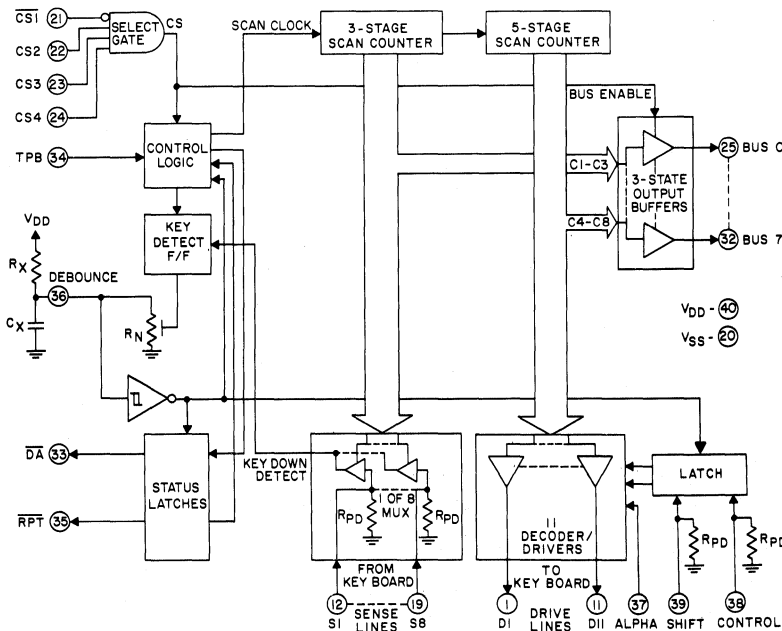 CS1 21
CS2 22
CS3 23
CS4 24
SELECT
GATE
CS
SCAN CLOCK
3-STAGE
SCAN COUNTER
5-STAGE
SCAN COUNTER
BUS ENABLE
TPB 34
CONTROL
LOGIC
C1-C3
C4-C8
3-STATE
OUTPUT
BUFFERS
25 BUS 0
32 BUS 7
VDD
RX
DEBOUNCE
36
CX
KEY
DETECT
F/F
RN
VDD - 40
VSS - 20
DA 33
RPT 35
STATUS
LATCHES
KEY DOWN
DETECT
1 OF 8
MUX
RPD
RPD
FROM
KEY BOARD
12
S1
SENSE
LINES
19
S8
11
DECODER/
DRIVERS
TO
KEY BOARD
1
D1
DRIVE
LINES
11
D11
LATCH
RPD
RPD
37
ALPHA
39
SHIFT
38
CONTROL